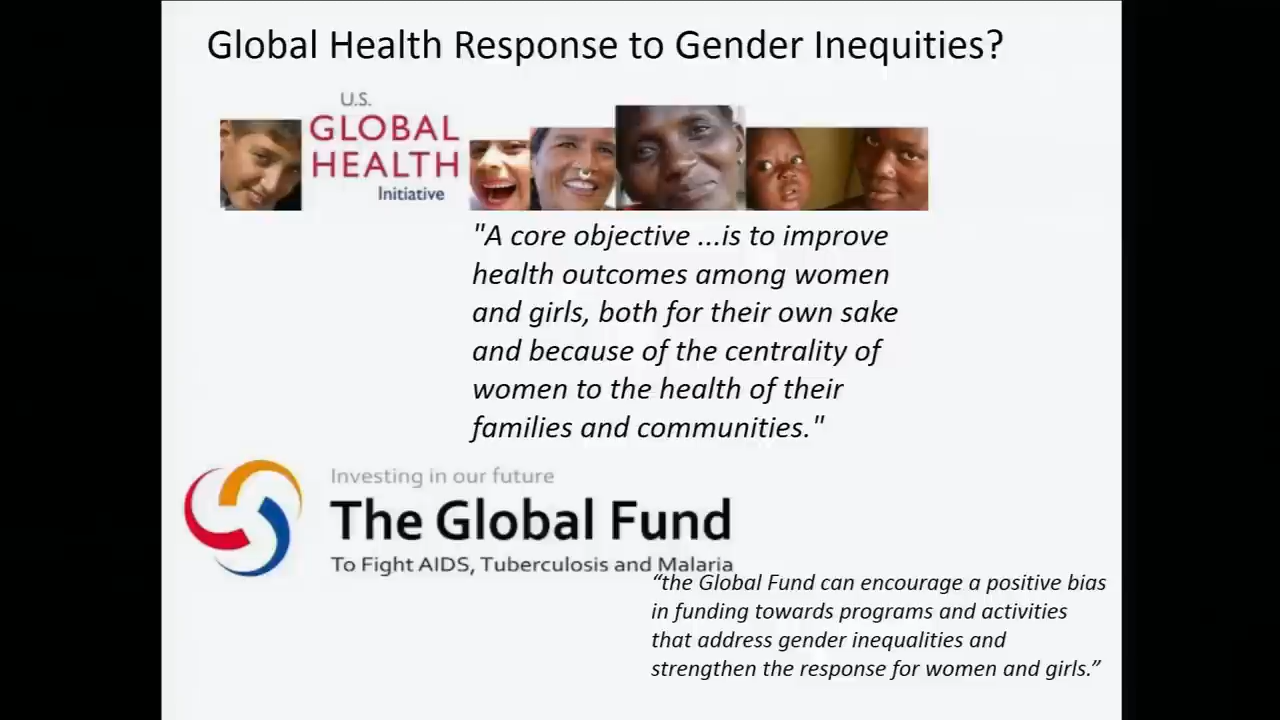 Global Health Response to Gender Inequities?
U.S.
GLOBAL
HEALTH
Initiative
"A core objective ...is to improve
health outcomes among women
and girls, both for their own sake
and because of the centrality of
women to the health of their
families and communities."
Investing in our future
The Global Fund
To Fight AIDS, Tuberculosis and Malaria
“the Global Fund can encourage a positive bias
in funding towards programs and activities
that address gender inequalities and
strengthen the response for women and girls.”